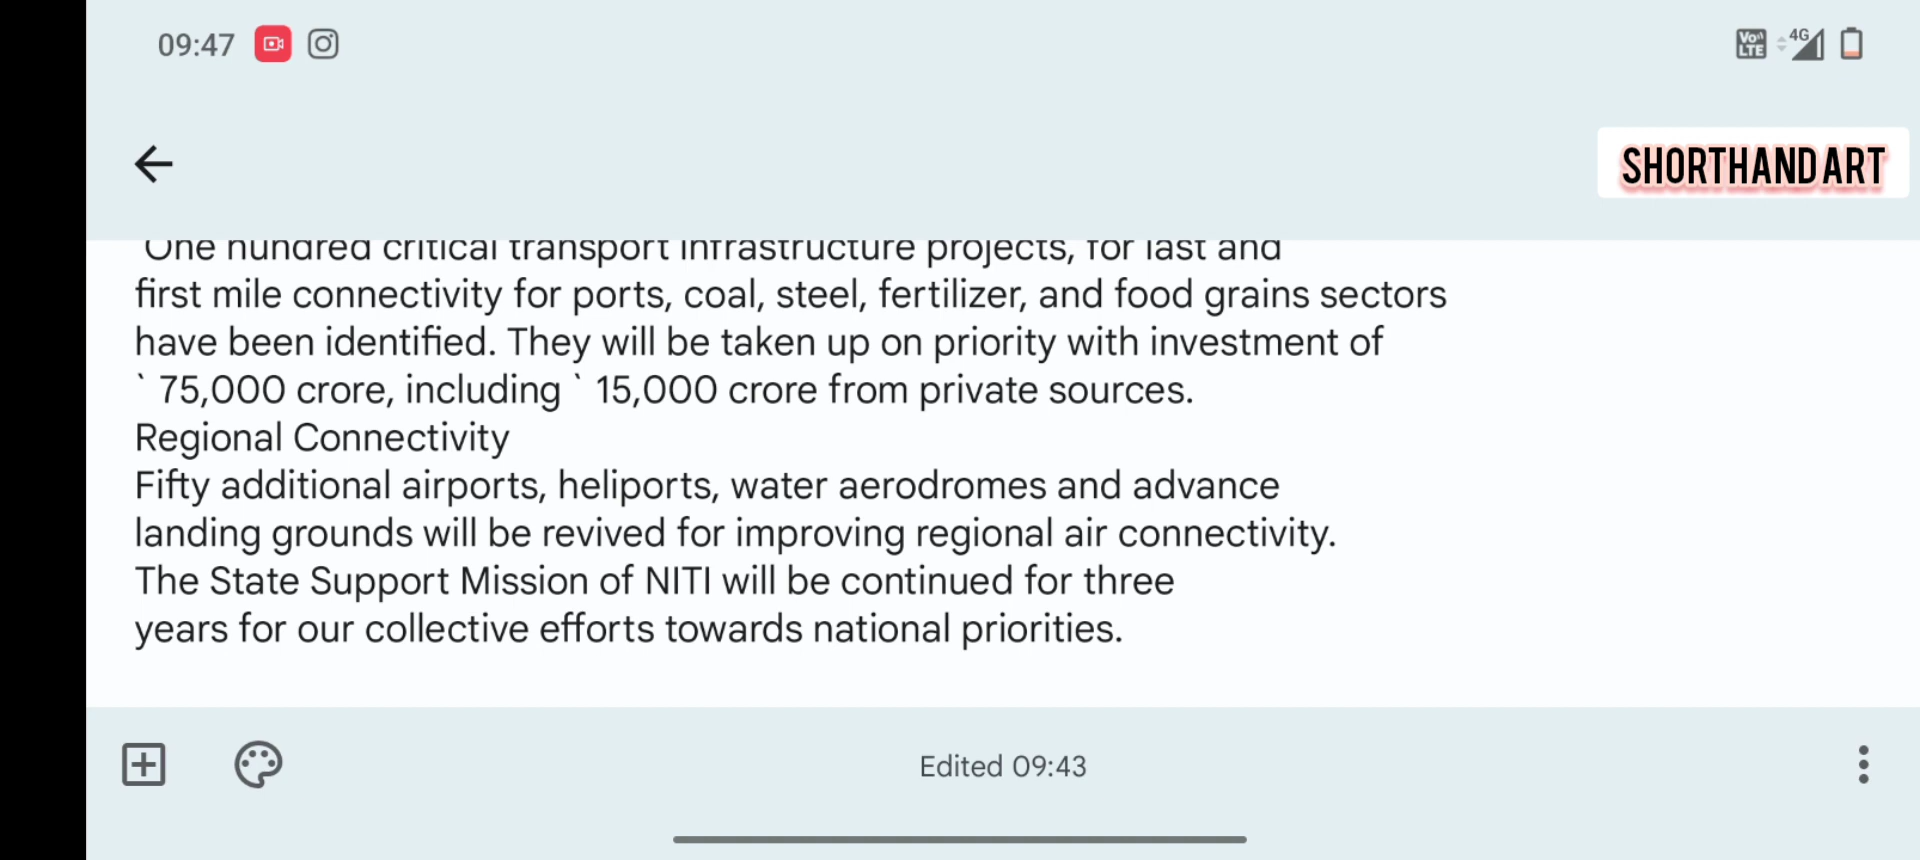 09:47
Vo LTE 4G
SHORTHAND ART
One hundred critical transport infrastructure projects, for last and
first mile connectivity for ports, coal, steel, fertilizer, and food grains sectors
have been identified. They will be taken up on priority with investment of
` 75,000 crore, including ` 15,000 crore from private sources.
Regional Connectivity
Fifty additional airports, heliports, water aerodromes and advance
landing grounds will be revived for improving regional air connectivity.
The State Support Mission of NITI will be continued for three
years for our collective efforts towards national priorities.
Edited 09:43